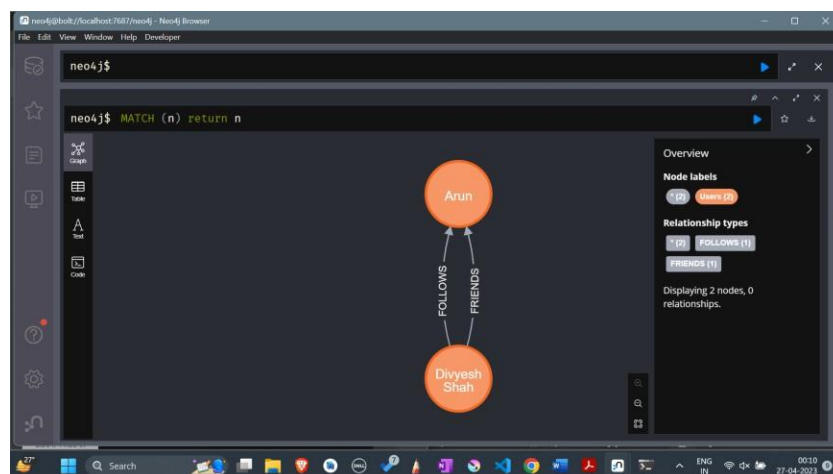 neo4j@bolt://localhost:7687/neo4j - Neo4j Browser
File Edit View Window Help Developer
neo4j$
neo4j$ MATCH (n) return n
Graph
Table
Text
Code
Arun
FOLLOWS
FRIENDS
Divyesh
Shah
Overview
Node labels
* (2) Users (2)
Relationship types
* (2) FOLLOWS (1)
FRIENDS (1)
Displaying 2 nodes, 0
relationships.
27°
Search
ENG
IN
00:10
27-04-2023